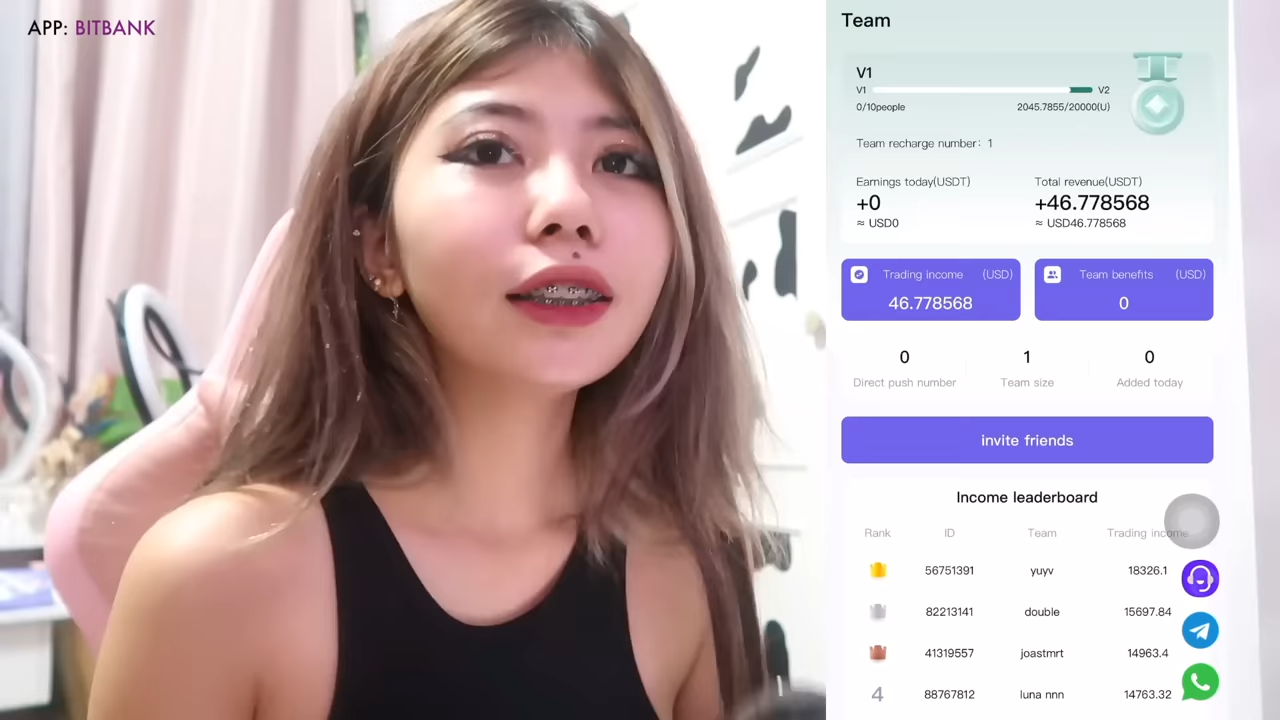 APP: BITBANK
Team
V1
V1 V2
0/10people 2045.7855/20000(U)
Team recharge number: 1
Earnings today(USDT) Total revenue(USDT)
+0 +46.778568
≈ USD0 ≈ USD46.778568
Trading income (USD) Team benefits (USD)
46.778568 0
0 1 0
Direct push number Team size Added today
invite friends
Income leaderboard
Rank ID Team Trading income
56751391 yuyv 18326.1
82213141 double 15697.84
41319557 joastmrt 14963.4
4 88767812 luna nnn 14763.32